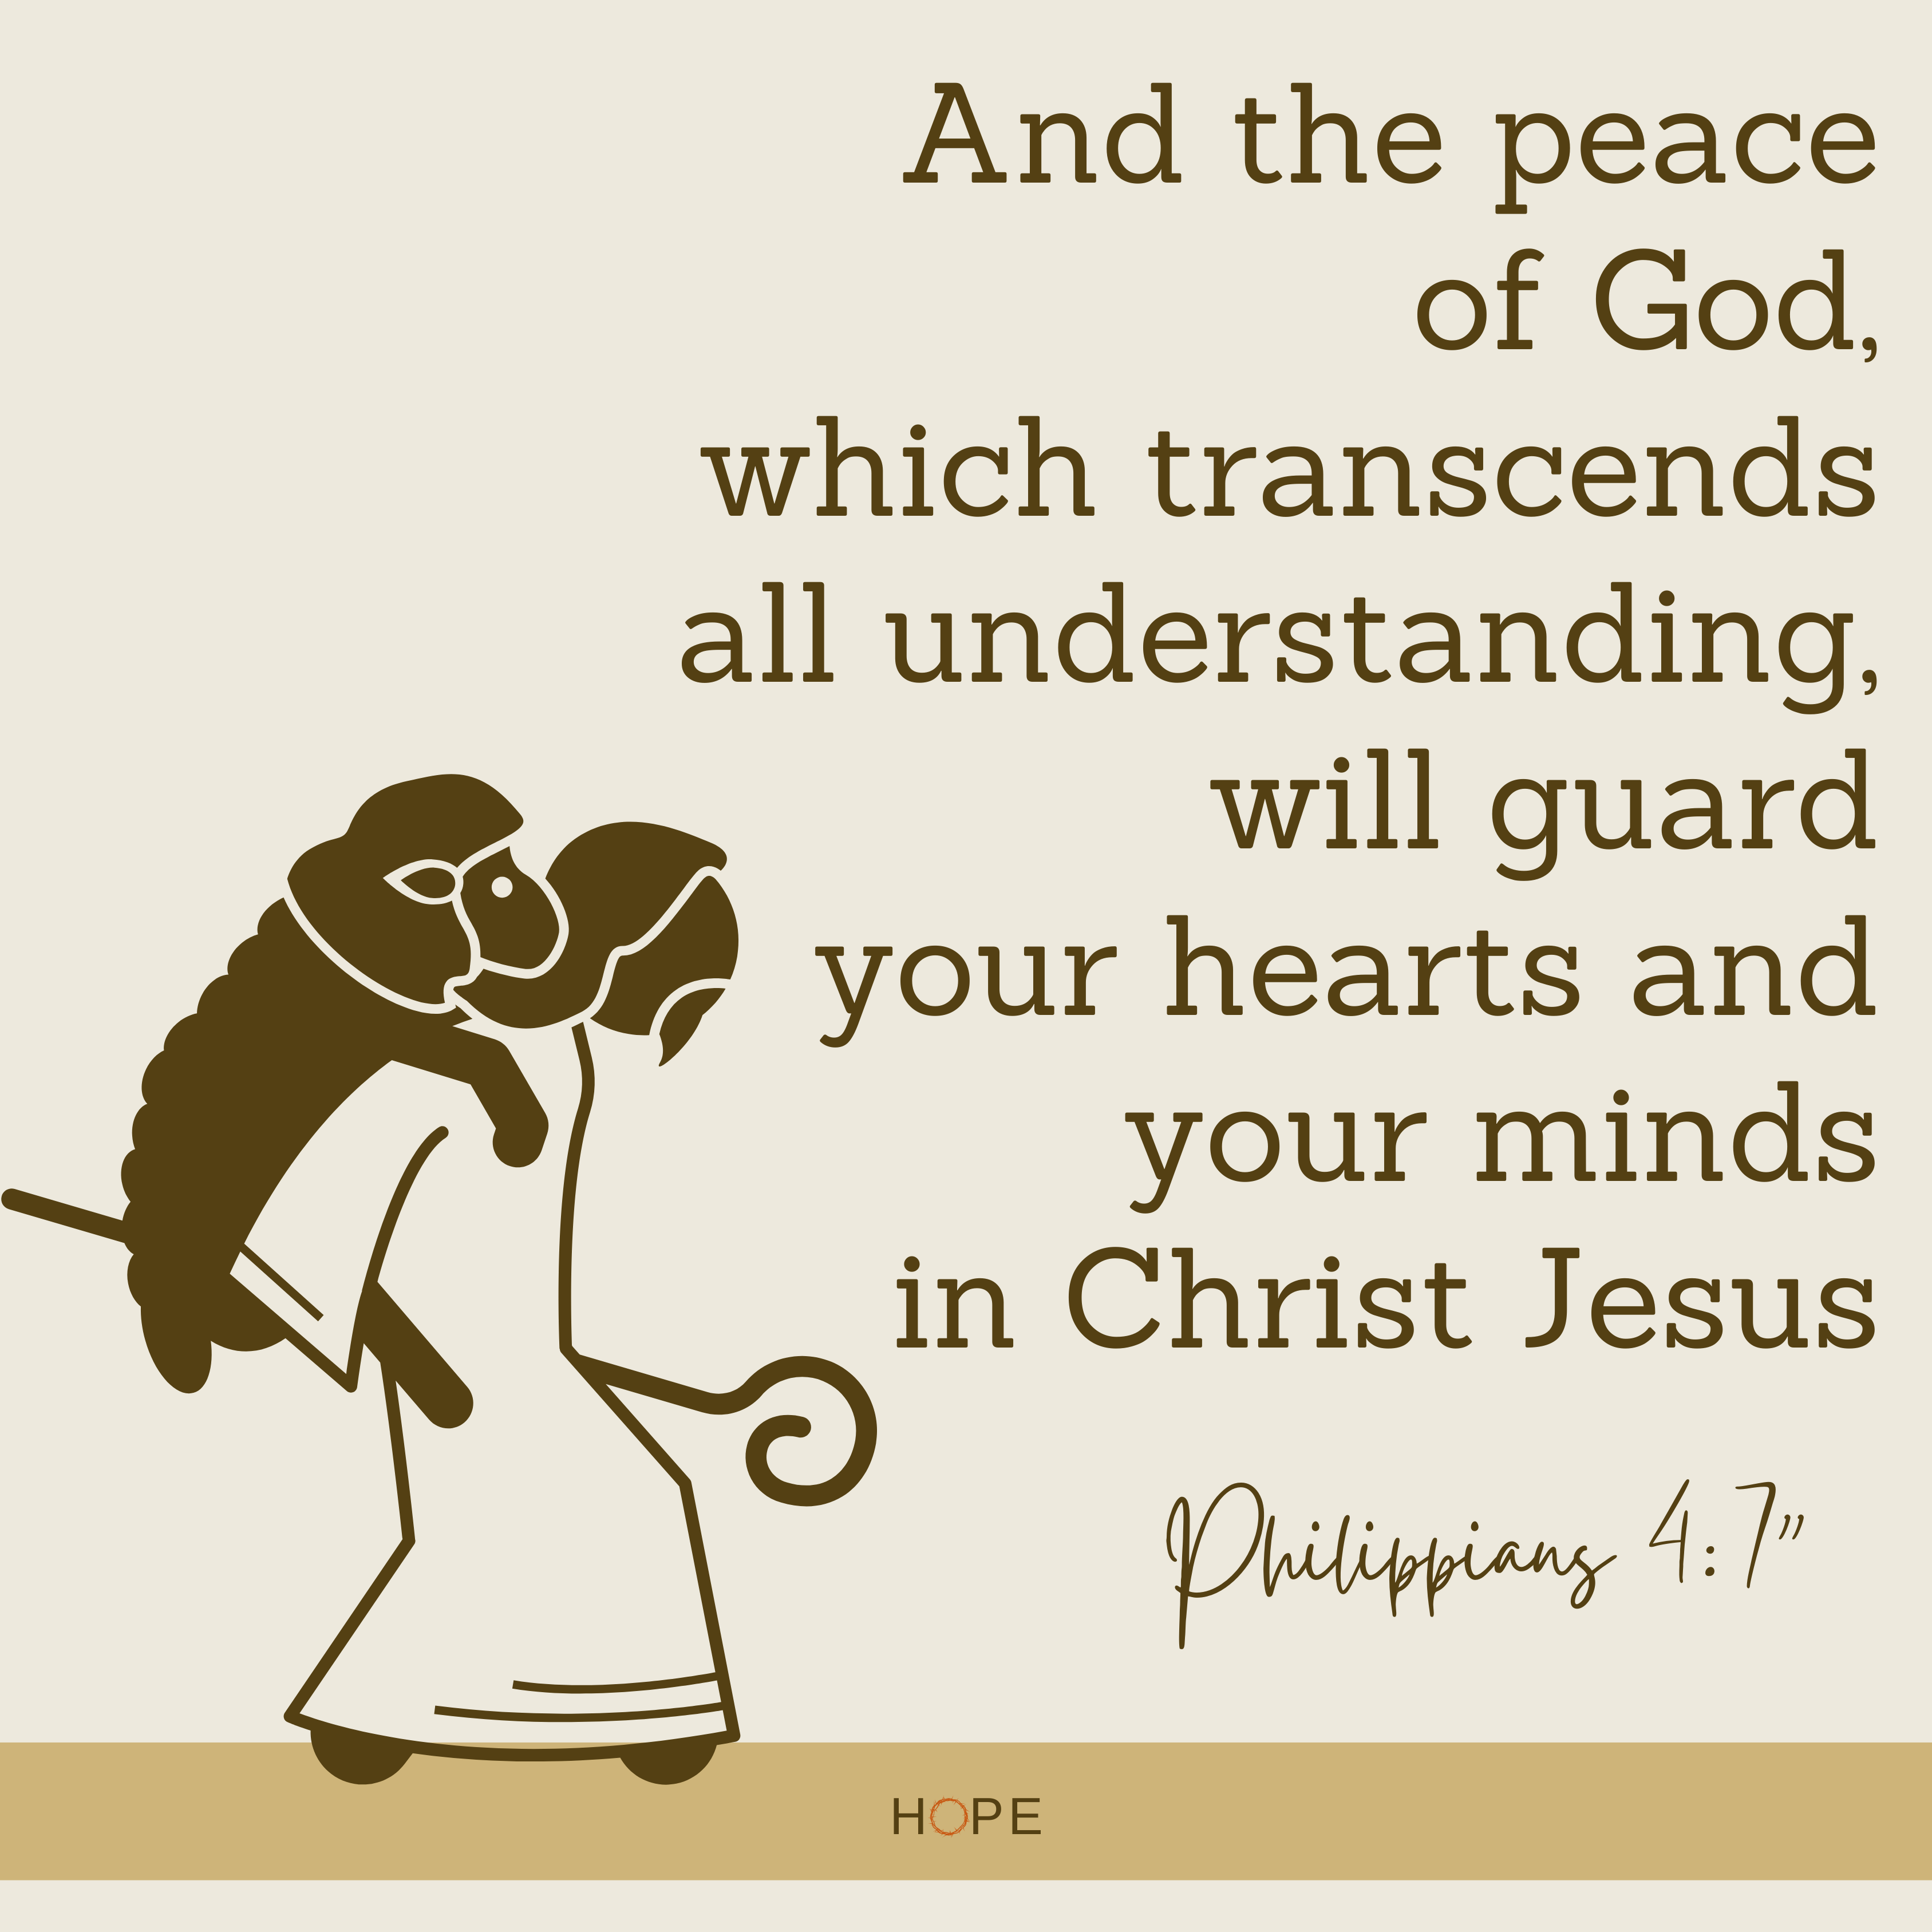 And the peace
of God,
which transcends
all understanding,
will guard
your hearts and
your minds
in Christ Jesus
Philippians 4:7”
HOPE